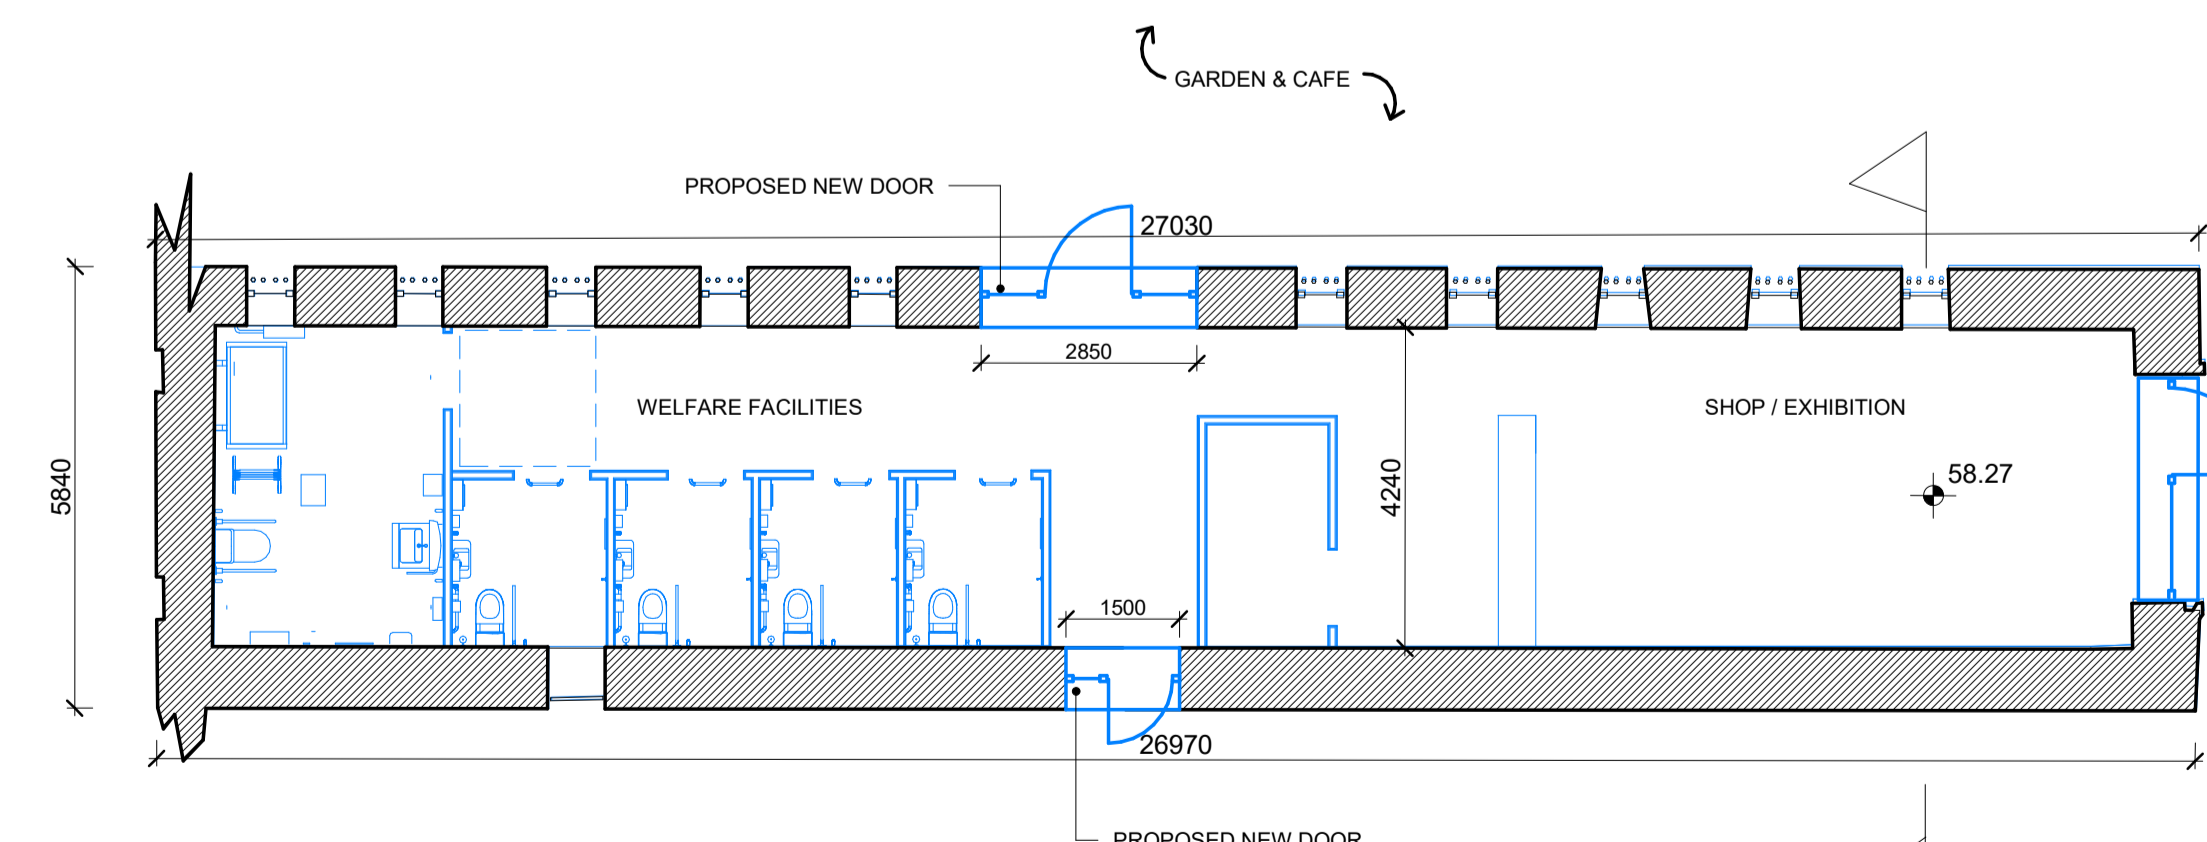 GARDEN & CAFE
PROPOSED NEW DOOR
27030
2850
WELFARE FACILITIES
SHOP / EXHIBITION
5840
4240
58.27
1500
26970
PROPOSED NEW DOOR